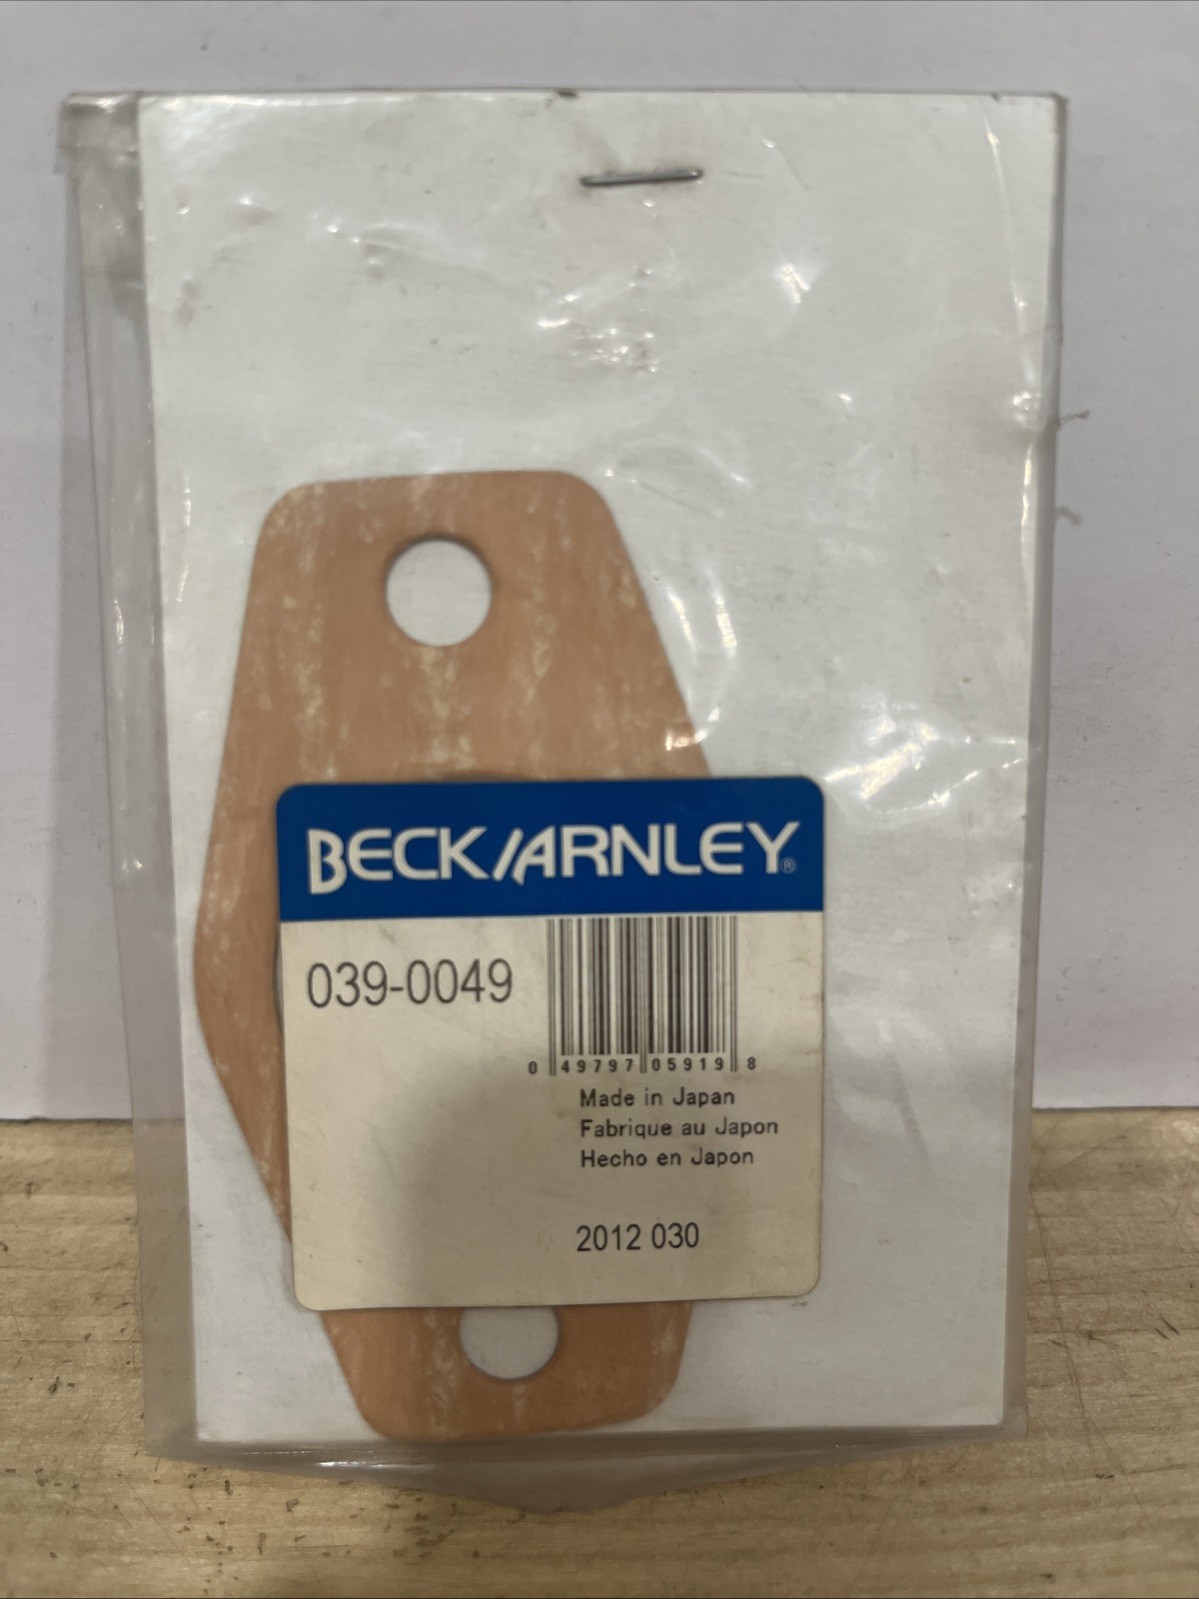 BECK/ARNLEY®
039-0049
0 49797 05919 8
Made in Japan
Fabrique au Japon
Hecho en Japon
2012 030